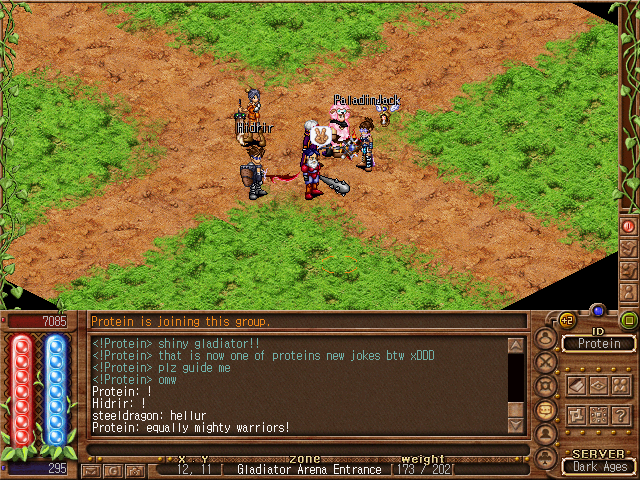 PaladinJack
Hidrir
7085
Protein is joining this group.
+2
ID
Protein
<!Protein> shiny gladiator!!
<!Protein> that is now one of proteins new jokes btw xDDD
<!Protein> plz guide me
<!Protein> omw
Protein: !
Hidrir: !
steeldragon: hellur
Protein: equally mighty warriors!
295
X Y zone weight
12, 11 [ Gladiator Arena Entrance [173 / 202[
G
?
SERVER
Dark Ages